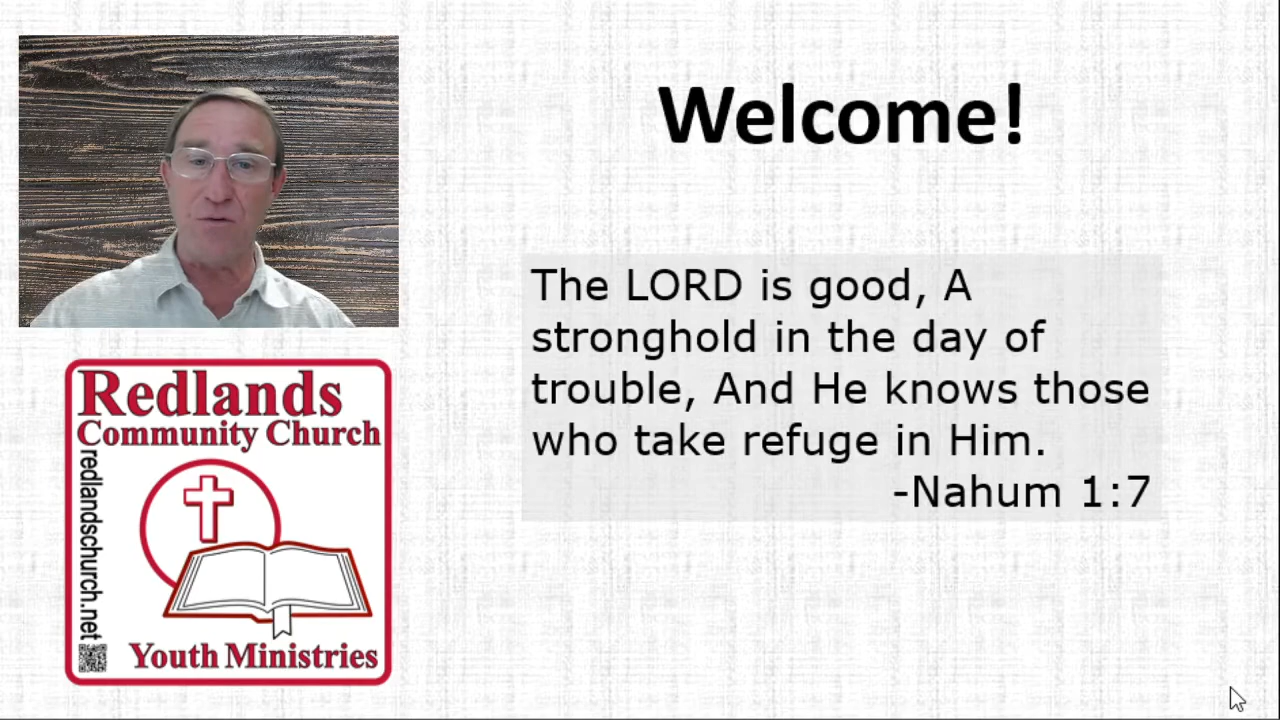 Welcome!
The LORD is good, A
stronghold in the day of
trouble, And He knows those
who take refuge in Him.
-Nahum 1:7
Redlands
Community Church
redlandschurch.net
Youth Ministries